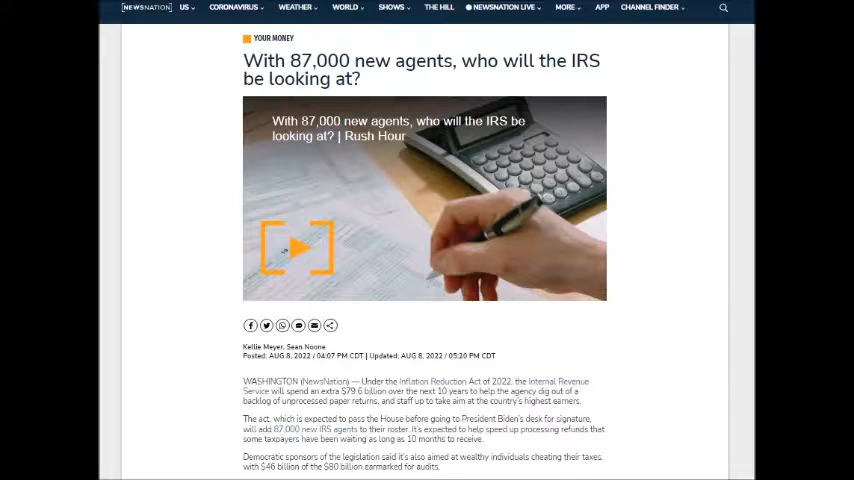 [NEWSNATION] US CORONAVIRUS WEATHER WORLD SHOWS THE HILL NEWSNATION LIVE MORE APP CHANNEL FINDER
YOUR MONEY
With 87,000 new agents, who will the IRS
be looking at?
With 87,000 new agents, who will the IRS be
looking at? | Rush Hour
Kellie Meyer, Sean Noone
Posted: AUG 8, 2022 / 04:07 PM CDT | Updated: AUG 8, 2022 / 05:20 PM CDT
WASHINGTON (NewsNation) — Under the Inflation Reduction Act of 2022, the Internal Revenue
Service will spend an extra $79.6 billion over the next 10 years to help the agency dig out of a
backlog of unprocessed paper returns, and staff up to take aim at the country's highest earners.
The act, which is expected to pass the House before going to President Biden's desk for signature,
will add 87,000 new IRS agents to their roster. It's expected to help speed up processing refunds that
some taxpayers have been waiting as long as 10 months to receive.
Democratic sponsors of the legislation said it's also aimed at wealthy individuals cheating their taxes,
with $46 billion of the $80 billion earmarked for audits.